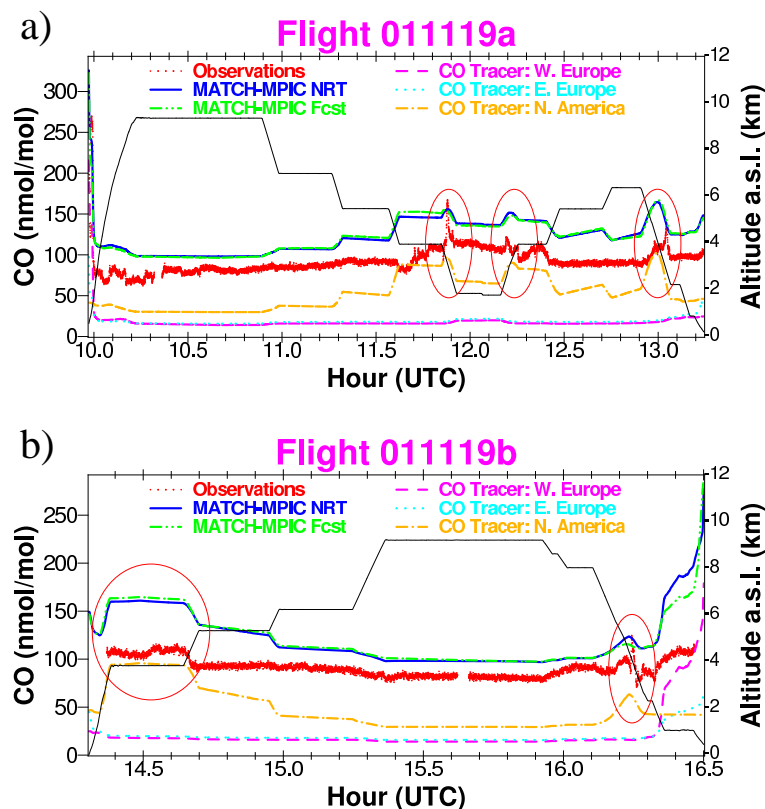 a)
Flight 011119a
Observations
MATCH-MPIC NRT
MATCH-MPIC Fcst
CO Tracer: W. Europe
CO Tracer: E. Europe
CO Tracer: N. America
CO (nmol/mol)
300
250
200
150
100
50
0
12
10
8
6
4
2
0
Altitude a.s.l. (km)
10.0 10.5 11.0 11.5 12.0 12.5 13.0
Hour (UTC)
b)
Flight 011119b
Observations
MATCH-MPIC NRT
MATCH-MPIC Fcst
CO Tracer: W. Europe
CO Tracer: E. Europe
CO Tracer: N. America
CO (nmol/mol)
250
200
150
100
50
0
12
10
8
6
4
2
0
Altitude a.s.l. (km)
14.5 15.0 15.5 16.0 16.5
Hour (UTC)